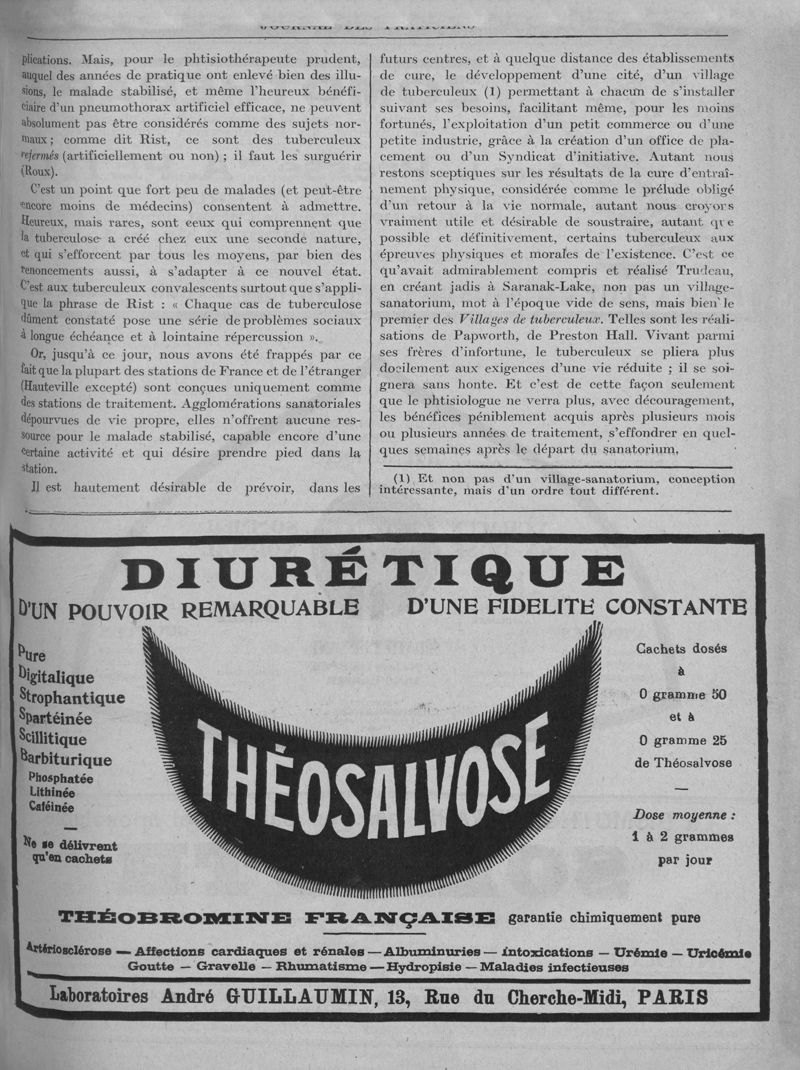 plications. Mais, pour le phtisiothérapeute prudent,
auquel des années de pratique ont enlevé bien des illu-
sions, le malade stabilisé, et même l'heureux bénéfi-
ciaire d'un pneumothorax artificiel efficace, ne peuvent
absolument pas être considérés comme des sujets nor-
maux ; comme dit Rist, ce sont des tuberculeux
refermés (artificiellement ou non) ; il faut les surguérir
(Roux).
C'est un point que fort peu de malades (et peut-être
encore moins de médecins) consentent à admettre.
Heureux, mais rares, sont ceux qui comprennent que
la tuberculose a créé chez eux une seconde nature,
et qui s'efforcent par tous les moyens, par bien des
renoncements aussi, à s'adapter à ce nouvel état.
C'est aux tuberculeux convalescents surtout que s'appli-
que la phrase de Rist : « Chaque cas de tuberculose
dûment constaté pose une série de problèmes sociaux
à longue échéance et à lointaine répercussion ».
Or, jusqu'à ce jour, nous avons été frappés par ce
fait que la plupart des stations de France et de l'étranger
(Hauteville excepté) sont conçues uniquement comme
des stations de traitement. Agglomérations sanatoriales
dépourvues de vie propre, elles n'offrent aucune res-
source pour le malade stabilisé, capable encore d'une
certaine activité et qui désire prendre pied dans la
station.
Il est hautement désirable de prévoir, dans les
futurs centres, et à quelque distance des établissements
de cure, le développement d'une cité, d'un village
de tuberculeux (1) permettant à chacun de s'installer
suivant ses besoins, facilitant même, pour les moins
fortunés, l'exploitation d'un petit commerce ou d'une
petite industrie, grâce à la création d'un office de pla-
cement ou d'un Syndicat d'initiative. Autant nous
restons sceptiques sur les résultats de la cure d'entraî-
nement physique, considérée comme le prélude obligé
d'un retour à la vie normale, autant nous croyors
vraiment utile et désirable de soustraire, autant que
possible et définitivement, certains tuberculeux aux
épreuves physiques et morales de l'existence. C'est ce
qu'avait admirablement compris et réalisé Trudeau,
en créant jadis à Saranak-Lake, non pas un village-
sanatorium, mot à l'époque vide de sens, mais bien le
premier des Villages de tuberculeux. Telles sont les réali-
sations de Papworth, de Preston Hall. Vivant parmi
ses frères d'infortune, le tuberculeux se pliera plus
docilement aux exigences d'une vie réduite ; il se soi-
gnera sans honte. Et c'est de cette façon seulement
que le phtisiologue ne verra plus, avec découragement,
les bénéfices péniblement acquis après plusieurs mois
ou plusieurs années de traitement, s'effondrer en quel-
ques semaines après le départ du sanatorium.
(1) Et non pas d'un village-sanatorium, conception
intéressante, mais d'un ordre tout différent.
DIURÉTIQUE
D'UN POUVOIR REMARQUABLE D'UNE FIDELITÉ CONSTANTE
Pure
Digitalique
Strophantique
Spartéinée
Scillitique
Barbiturique
Phosphatée
Lithinée
Caféinée
Ne se délivrent
qu'en cachets
THÉOSALVOSE
Cachets dosés
à
0 gramme 50
et à
0 gramme 25
de Théosalvose
Dose moyenne :
1 à 2 grammes
par jour
THÉOBROMINE FRANÇAISE garantie chimiquement pure
Artériosclérose — Affections cardiaques et rénales — Albuminuries — Intoxications — Urémie — Uricémie
Goutte — Gravelle — Rhumatisme — Hydropisie — Maladies infectieuses
Laboratoires André GUILLAUMIN, 13, Rue du Cherche-Midi, PARIS